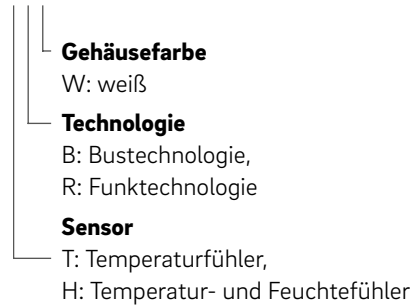 Gehäusefarbe
W: weiß
Technologie
B: Bustechnologie,
R: Funktechnologie
Sensor
T: Temperaturfühler,
H: Temperatur- und Feuchtefühler